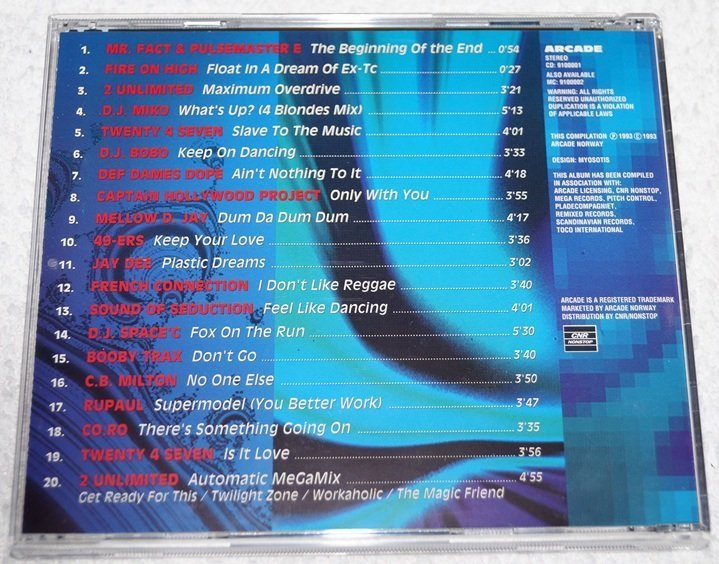 1. MR. FACT & PULSEMASTER E The Beginning Of the End ... 0'54
2. FIRE ON HIGH Float In A Dream Of Ex-Tc 0'27
3. 2 UNLIMITED Maximum Overdrive 3'21
4. D.J. MIKO What's Up? (4 Blondes Mix) 5'13
5. TWENTY 4 SEVEN Slave To The Music 4'01
6. D.J. BOBO Keep On Dancing 3'33
7. DEF DAMES DOPE Ain't Nothing To It 4'18
8. CAPTAIN HOLLYWOOD PROJECT Only With You 3'55
9. MELLOW D. JAY Dum Da Dum Dum 4'17
10. 49-ERS Keep Your Love 3'36
11. JAY DEE Plastic Dreams 3'02
12. FRENCH CONNECTION I Don't Like Reggae 3'40
13. SOUND OF SEDUCTION Feel Like Dancing 4'01
14. D.J. SPACE'C Fox On The Run 5'30
15. BOOBY TRAX Don't Go 3'40
16. C.B. MILTON No One Else 3'50
17. RUPAUL Supermodel (You Better Work) 3'47
18. CO.RO There's Something Going On 3'35
19. TWENTY 4 SEVEN Is It Love 3'56
20. 2 UNLIMITED Automatic MeGaMix 4'55
Get Ready For This / Twilight Zone / Workaholic / The Magic Friend
ARCADE
STEREO
CD: 9100001
ALSO AVAILABLE
MC: 9100002
WARNING: ALL RIGHTS
RESERVED UNAUTHORIZED
DUPLICATION IS A VIOLATION
OF APPLICABLE LAWS
THIS COMPILATION Ⓟ 1993 © 1993
ARCADE NORWAY
DESIGN: MYOSOTIS
THIS ALBUM HAS BEEN COMPILED
IN ASSOCIATION WITH:
ARCADE LICENSING, CNR NONSTOP,
MEGA RECORDS, PITCH CONTROL,
PLADECOMPAGNIET,
REMIXED RECORDS,
SCANDINAVIAN RECORDS,
TOCO INTERNATIONAL
ARCADE IS A REGISTERED TRADEMARK
MARKETED BY ARCADE NORWAY
DISTRIBUTION BY CNR/NONSTOP
CNR
NONSTOP